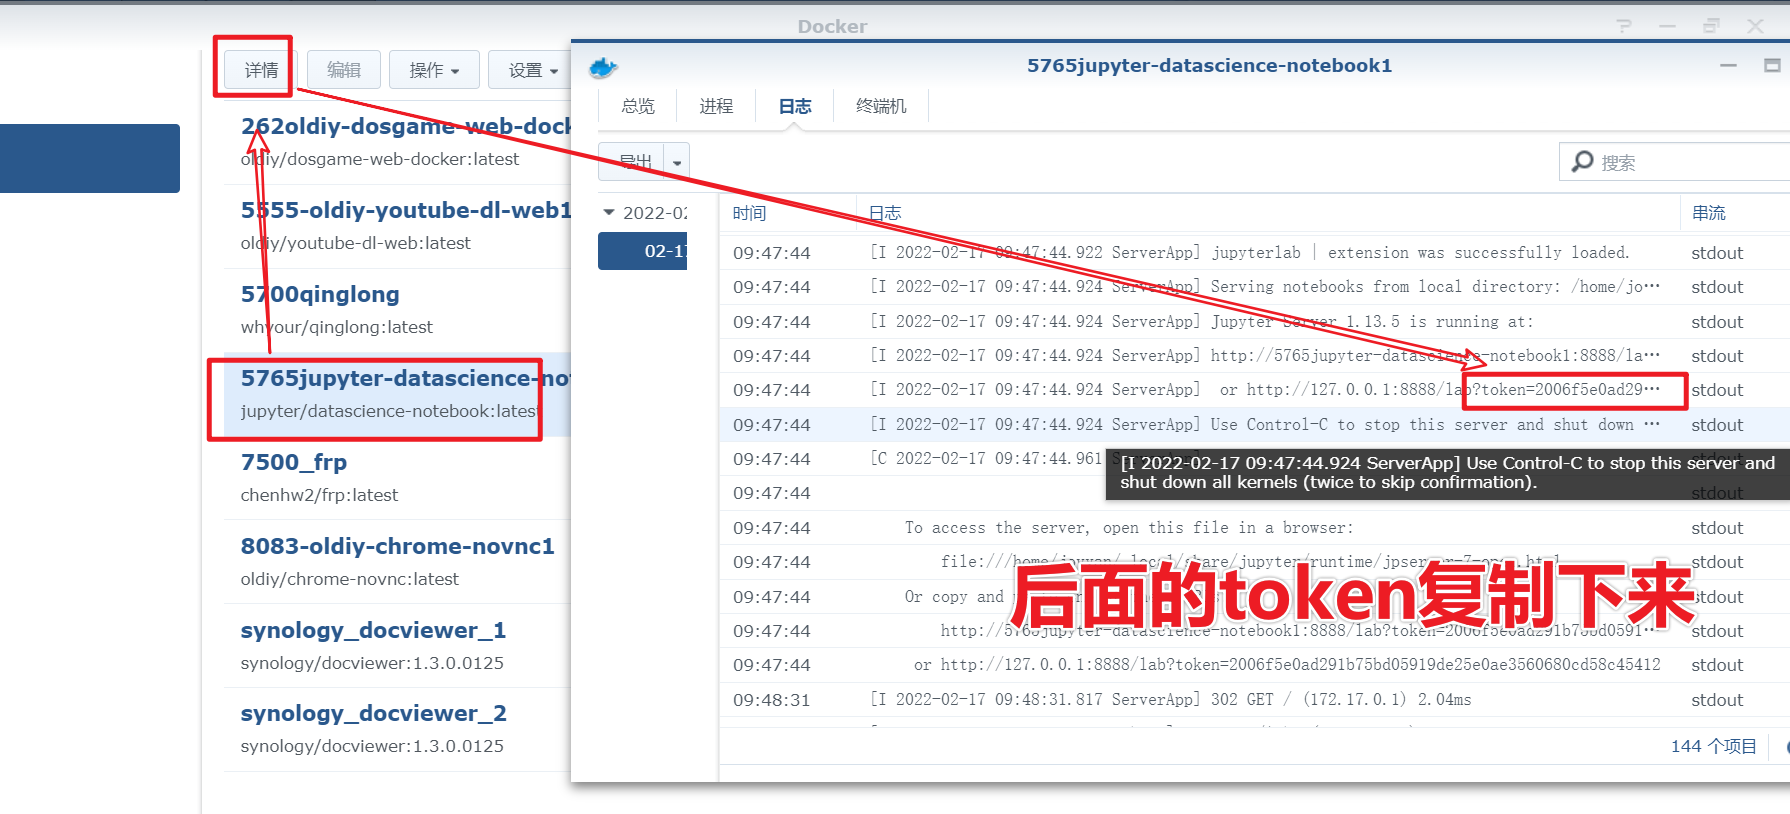 Docker
详情
编辑
操作
设置
262oldiy-dosgame-web-dock
oldiy/dosgame-web-docker:latest
5555-oldiy-youtube-dl-web1
oldiy/youtube-dl-web:latest
5700qinglong
whyour/qinglong:latest
5765jupyter-datascience-not
jupyter/datascience-notebook:latest
7500_frp
chenhw2/frp:latest
8083-oldiy-chrome-novnc1
oldiy/chrome-novnc:latest
synology_docviewer_1
synology/docviewer:1.3.0.0125
synology_docviewer_2
synology/docviewer:1.3.0.0125
5765jupyter-datascience-notebook1
总览
进程
日志
终端机
导出
搜索
2022-02
02-17
时间 日志 串流
09:47:44 [I 2022-02-17 09:47:44.922 ServerApp] jupyterlab | extension was successfully loaded. stdout
09:47:44 [I 2022-02-17 09:47:44.924 ServerApp] Serving notebooks from local directory: /home/jo··· stdout
09:47:44 [I 2022-02-17 09:47:44.924 ServerApp] Jupyter Server 1.13.5 is running at: stdout
09:47:44 [I 2022-02-17 09:47:44.924 ServerApp] http://5765jupyter-datascience-notebook1:8888/la··· stdout
09:47:44 [I 2022-02-17 09:47:44.924 ServerApp] or http://127.0.0.1:8888/lab?token=2006f5e0ad29··· stdout
09:47:44 [I 2022-02-17 09:47:44.924 ServerApp] Use Control-C to stop this server and shut down ··· stdout
09:47:44 [C 2022-02-17 09:47:44.961
[I 2022-02-17 09:47:44.924 ServerApp] Use Control-C to stop this server and
shut down all kernels (twice to skip confirmation).
09:47:44 stdout
09:47:44 To access the server, open this file in a browser: stdout
09:47:44 file:///home/jovyan/.local/share/jupyter/runtime/jpserver-7-open.html stdout
09:47:44 Or copy and stdout
后面的token复制下来
09:47:44 http://5765jupyter-datascience-notebook1:8888/lab?token=2006f5e0ad291b75bd0591··· stdout
09:47:44 or http://127.0.0.1:8888/lab?token=2006f5e0ad291b75bd05919de25e0ae3560680cd58c45412 stdout
09:48:31 [I 2022-02-17 09:48:31.817 ServerApp] 302 GET / (172.17.0.1) 2.04ms stdout
144 个项目